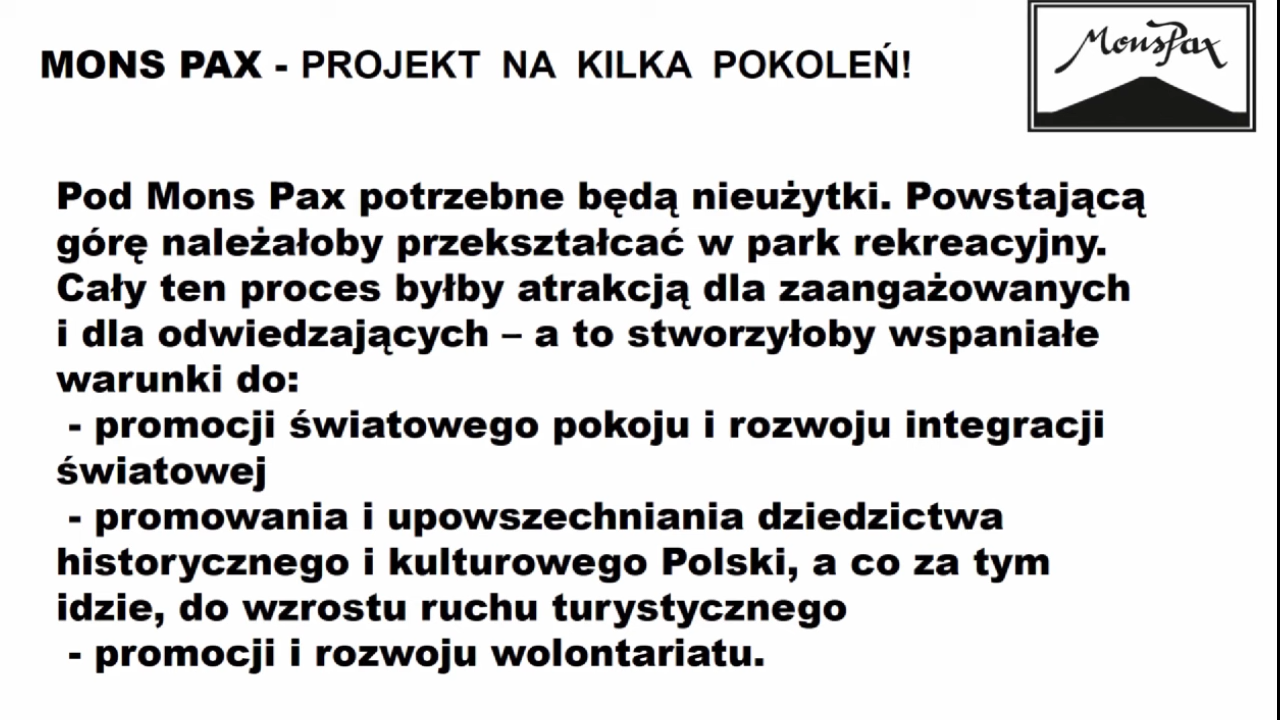 MONS PAX - PROJEKT NA KILKA POKOLEŃ!
MonsPax
Pod Mons Pax potrzebne będą nieużytki. Powstającą
górę należałoby przekształcać w park rekreacyjny.
Cały ten proces byłby atrakcją dla zaangażowanych
i dla odwiedzających – a to stworzyłoby wspaniałe
warunki do:
- promocji światowego pokoju i rozwoju integracji
światowej
- promowania i upowszechniania dziedzictwa
historycznego i kulturowego Polski, a co za tym
idzie, do wzrostu ruchu turystycznego
- promocji i rozwoju wolontariatu.